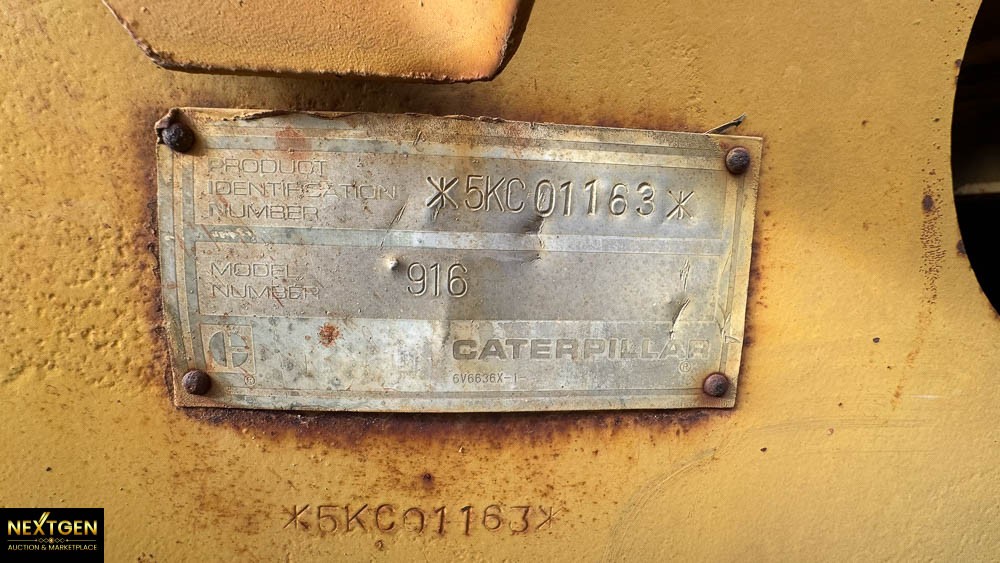 PRODUCT
IDENTIFICATION
NUMBER
*5KC01163*
MODEL
NUMBER
916
CATERPILLAR
®
®
6V6636X-1-
*5KC01163*
NEXTGEN
AUCTION & MARKETPLACE